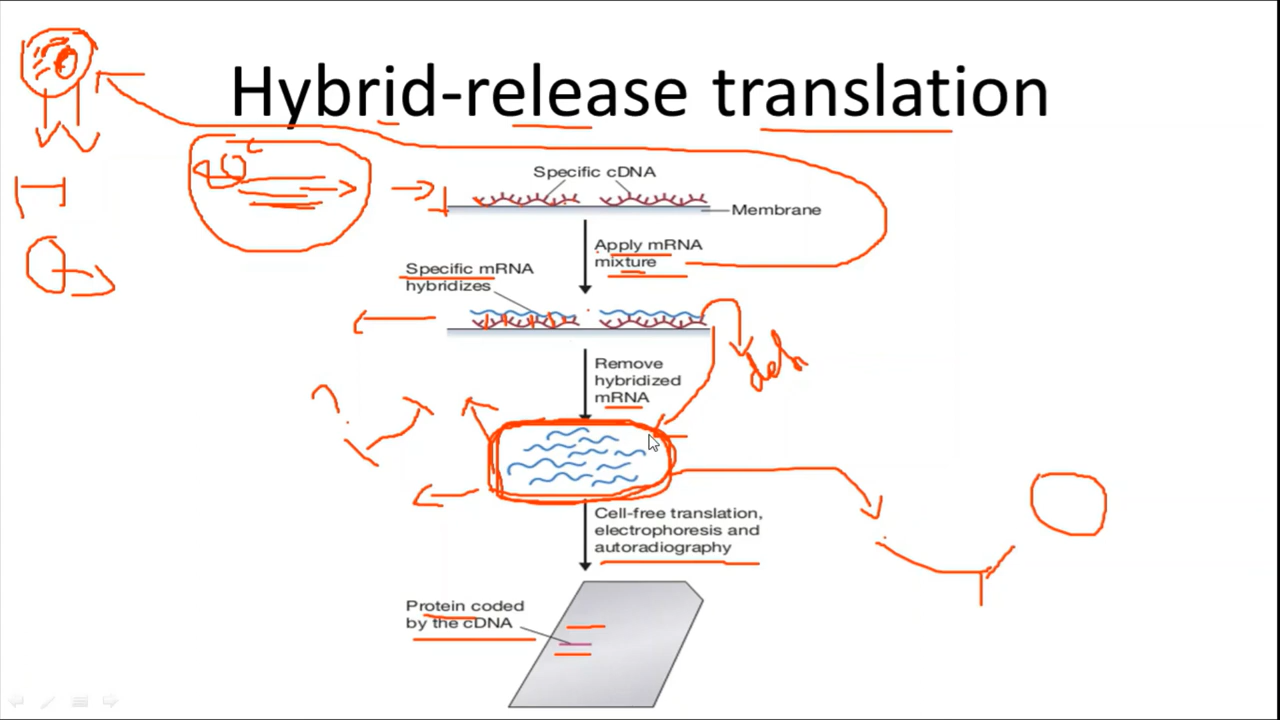 Hybrid-release translation
Specific cDNA
Membrane
Apply mRNA
mixture
Specific mRNA
hybridizes
Remove
hybridized
mRNA
Cell-free translation,
electrophoresis and
autoradiography
Protein coded
by the cDNA